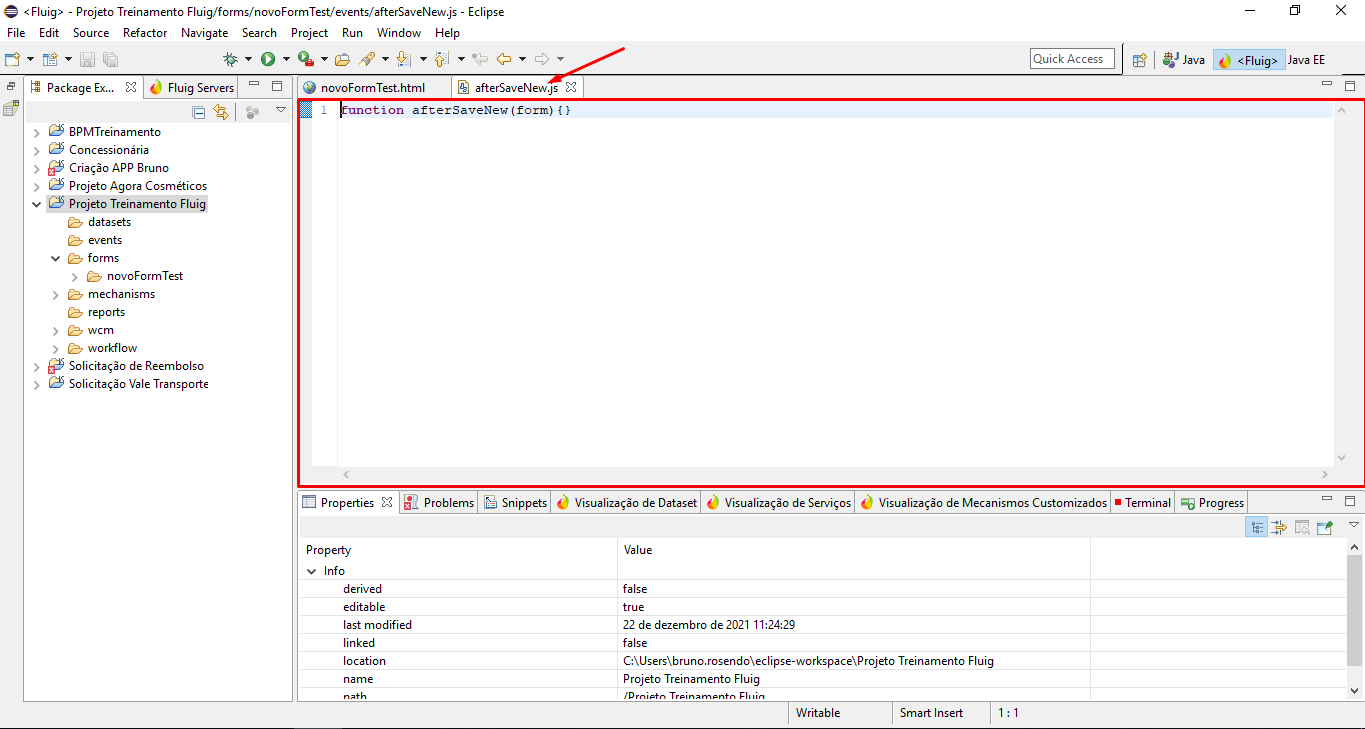 <Fluig> - Projeto Treinamento Fluig/forms/novoFormTest/events/afterSaveNew.js - Eclipse
File Edit Source Refactor Navigate Search Project Run Window Help
Quick Access
Java
<Fluig>
Java EE
Package Ex...
Fluig Servers
BPMTreinamento
Concessionária
Criação APP Bruno
Projeto Agora Cosméticos
Projeto Treinamento Fluig
datasets
events
forms
novoFormTest
mechanisms
reports
wcm
workflow
Solicitação de Reembolso
Solicitação Vale Transporte
novoFormTest.html
afterSaveNew.js
1 function afterSaveNew(form){}
Properties
Problems
Snippets
Visualização de Dataset
Visualização de Serviços
Visualização de Mecanismos Customizados
Terminal
Progress
Property Value
Info
derived false
editable true
last modified 22 de dezembro de 2021 11:24:29
linked false
location C:\Users\bruno.rosendo\eclipse-workspace\Projeto Treinamento Fluig
name Projeto Treinamento Fluig
path /Projeto Treinamento Fluig
Writable Smart Insert 1 : 1